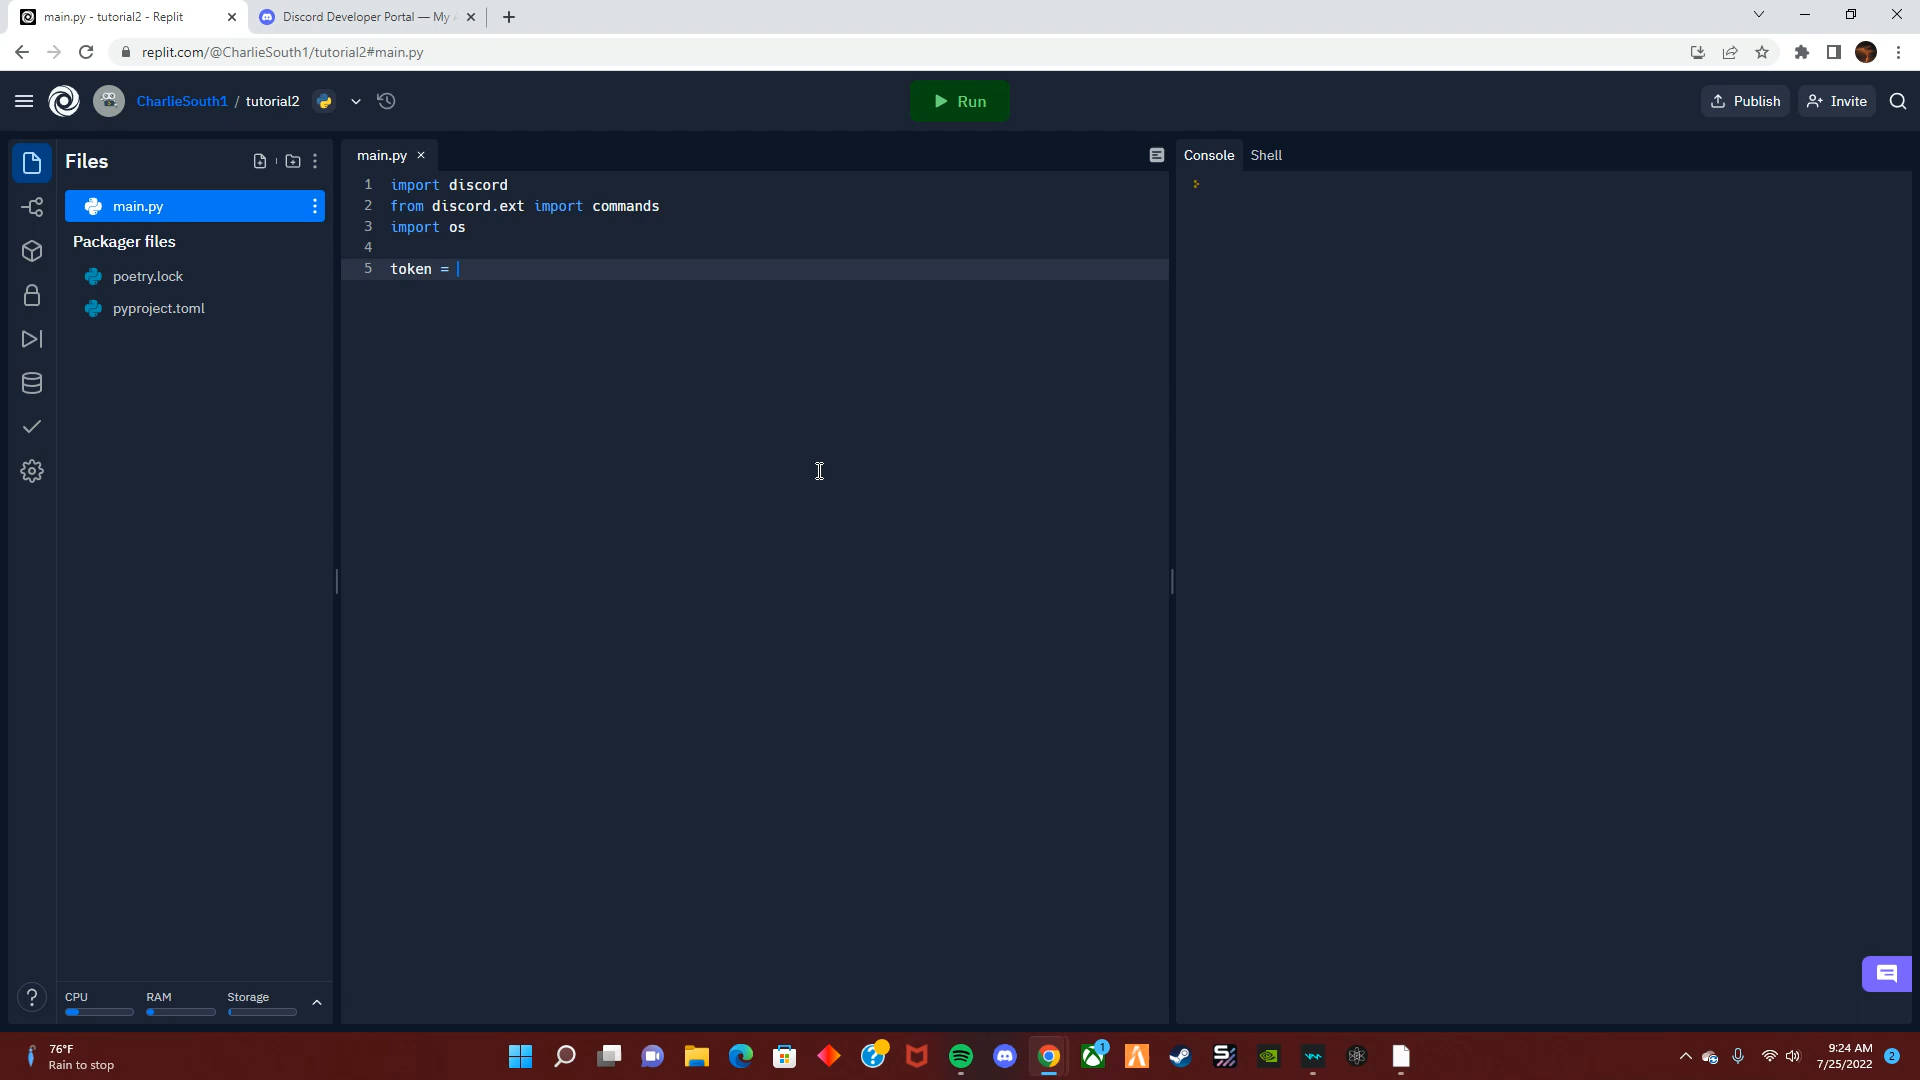 main.py - tutorial2 - Replit
Discord Developer Portal — My
replit.com/@CharlieSouth1/tutorial2#main.py
CharlieSouth1 / tutorial2
Run
Publish
Invite
Files
main.py
Console
Shell
main.py
Packager files
poetry.lock
pyproject.toml
1 import discord
2 from discord.ext import commands
3 import os
4
5 token =
CPU
RAM
Storage
?
76°F
Rain to stop
1
9:24 AM
7/25/2022
2